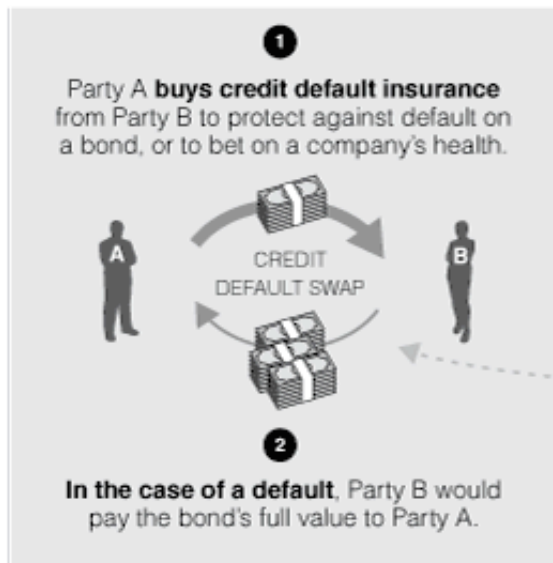 1
Party A buys credit default insurance
from Party B to protect against default on
a bond, or to bet on a company's health.
A
B
CREDIT
DEFAULT SWAP
2
In the case of a default, Party B would
pay the bond's full value to Party A.